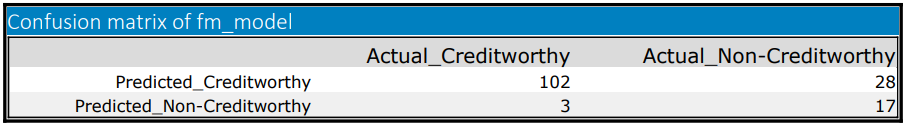 Confusion matrix of fm_model
Actual_Creditworthy Actual_Non-Creditworthy
Predicted_Creditworthy 102 28
Predicted_Non-Creditworthy 3 17